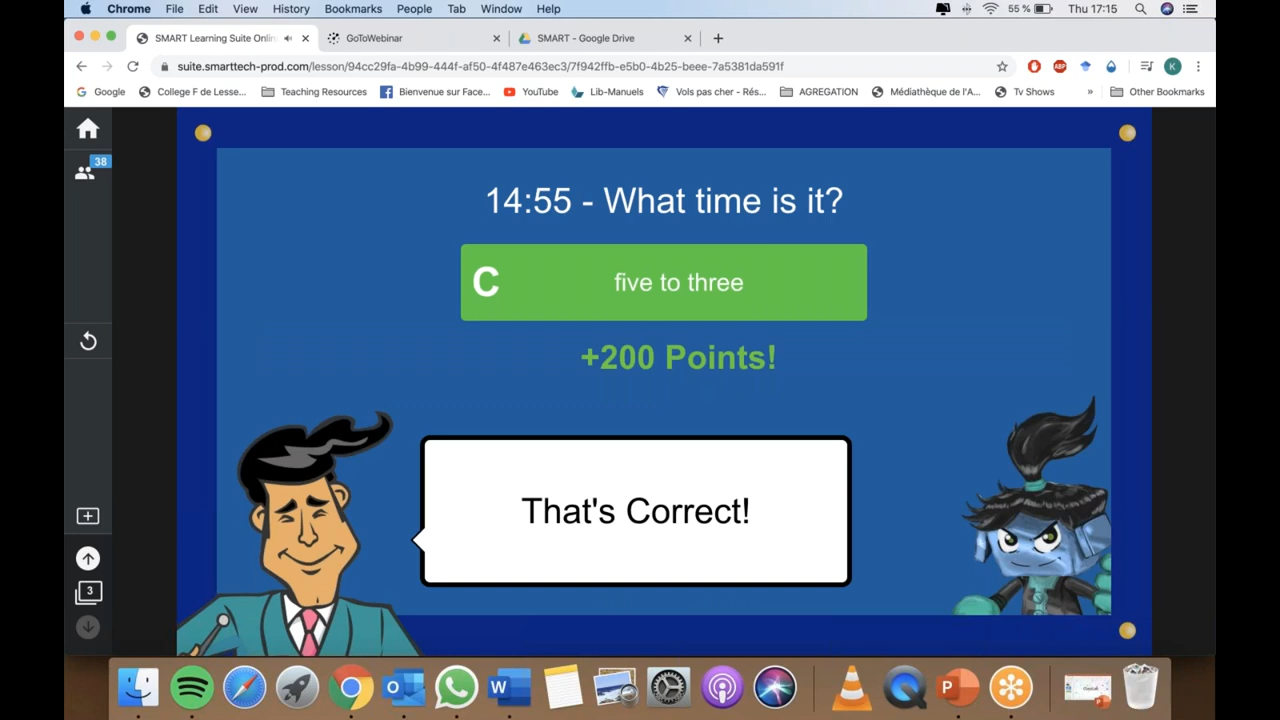 Chrome File Edit View History Bookmarks People Tab Window Help 55 % Thu 17:15
SMART Learning Suite Onlin GoToWebinar SMART - Google Drive
suite.smarttech-prod.com/lesson/94cc29fa-4b99-444f-af50-4f487e463ec3/7f942ffb-e5b0-4b25-beee-7a5381da591f ABP K
Google College F de Lesse... Teaching Resources Bienvenue sur Face... YouTube Lib-Manuels Vols pas cher - Rés... AGREGATION Médiathèque de l'A... Tv Shows » Other Bookmarks
38
14:55 - What time is it?
C five to three
+200 Points!
That's Correct!
3